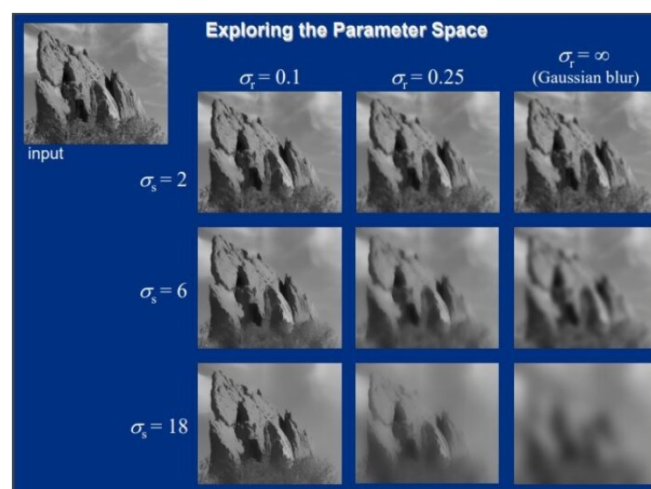 Exploring the Parameter Space
input
σr = 0.1
σr = 0.25
σr = ∞
(Gaussian blur)
σs = 2
σs = 6
σs = 18